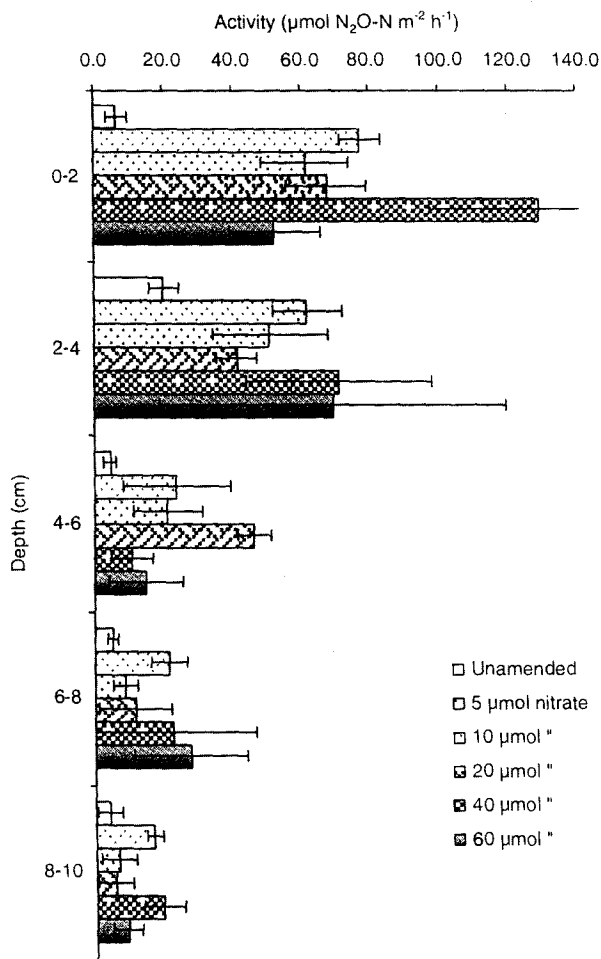 Activity (µmol N₂O-N m⁻² h⁻¹)
0.0 20.0 40.0 60.0 80.0 100.0 120.0 140.0
0-2
2-4
4-6
6-8
8-10
Depth (cm)
Unamended
5 µmol nitrate
10 µmol "
20 µmol "
40 µmol "
60 µmol "